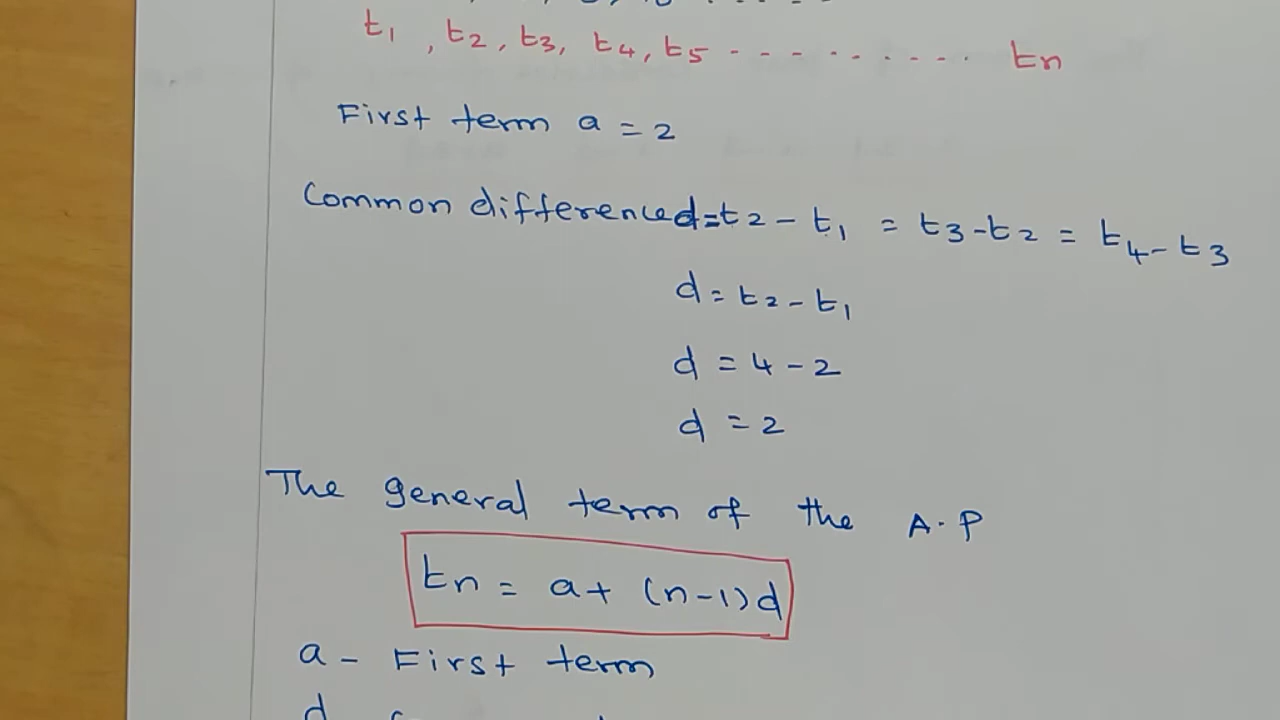 t1 , t2, t3, t4, t5 - - - - - - - - - - tn
First term a = 2
Common difference d = t2 - t1 = t3 - t2 = t4 - t3
d = t2 - t1
d = 4 - 2
d = 2
The general term of the A.P
tn = a + (n-1)d
a - First term
d